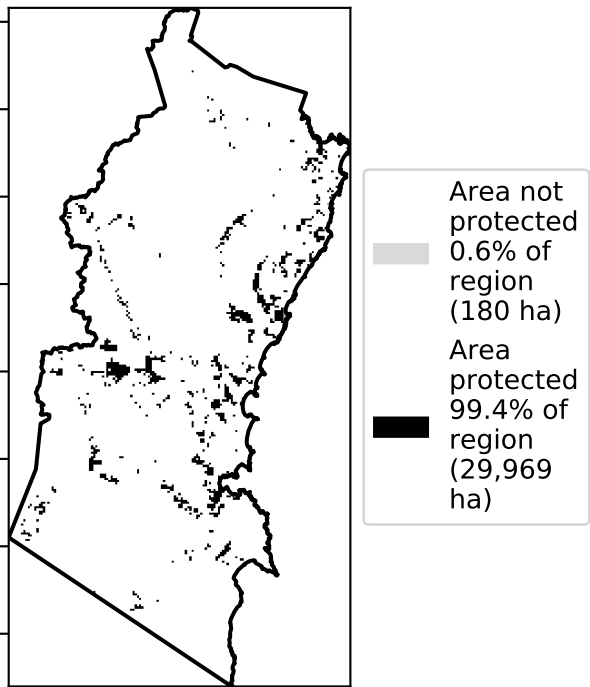 Area not
protected
0.6% of
region
(180 ha)
Area
protected
99.4% of
region
(29,969
ha)